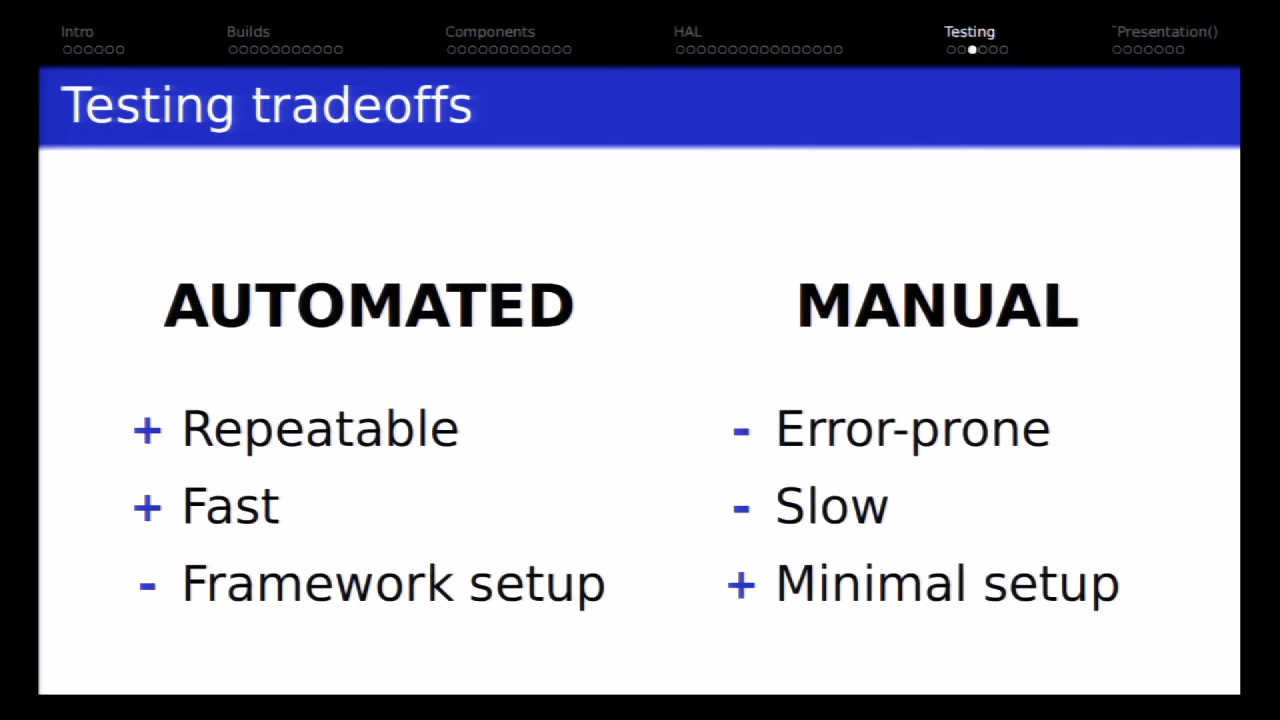 Intro Builds Components HAL Testing ~Presentation()
Testing tradeoffs
AUTOMATED
+ Repeatable
+ Fast
- Framework setup
MANUAL
- Error-prone
- Slow
+ Minimal setup